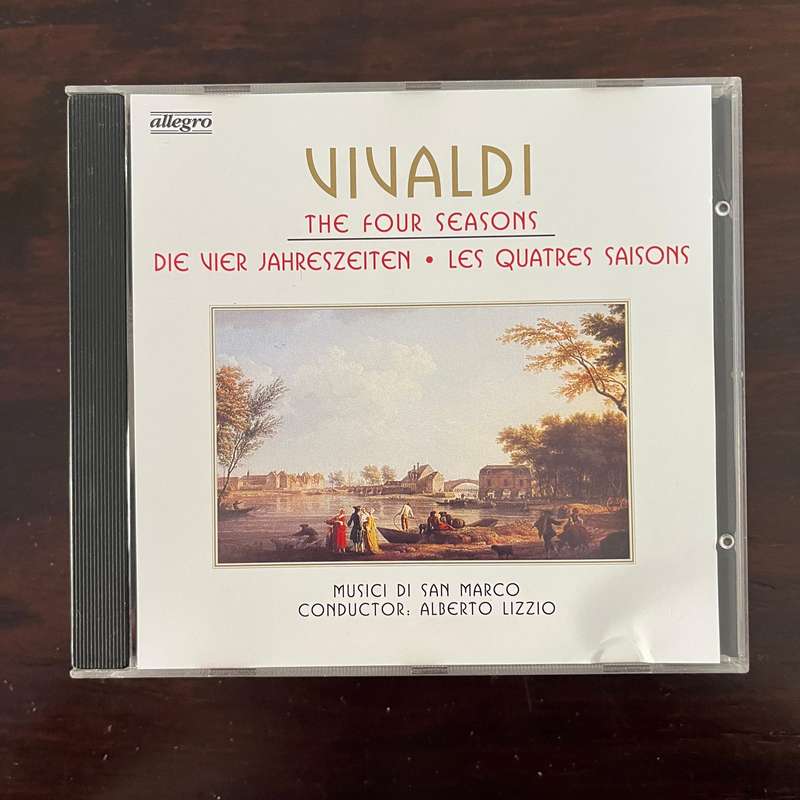 allegro
VIVALDI
THE FOUR SEASONS
DIE VIER JAHRESZEITEN • LES QUATRES SAISONS
MUSICI DI SAN MARCO
CONDUCTOR: ALBERTO LIZZIO